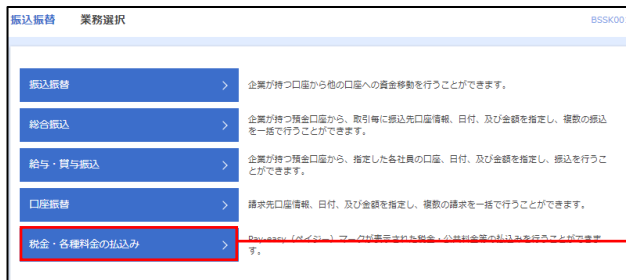 振込振替 業務選択 BSSK00
振込振替 > 企業が持つ口座から他の口座への資金移動を行うことができます。
総合振込 > 企業が持つ預金口座から、取引毎に振込先口座情報、日付、及び金額を指定し、複数の振込
を一括で行うことができます。
給与・賞与振込 > 企業が持つ預金口座から、指定した各社員の口座、日付、及び金額を指定し、振込を行うこ
とができます。
口座振替 > 請求先口座情報、日付、及び金額を指定し、複数の請求を一括で行うことができます。
税金・各種料金の払込み > Pay-easy（ペイジー）マークが表示された税金・公共料金等の払込みを行うことができま
す。